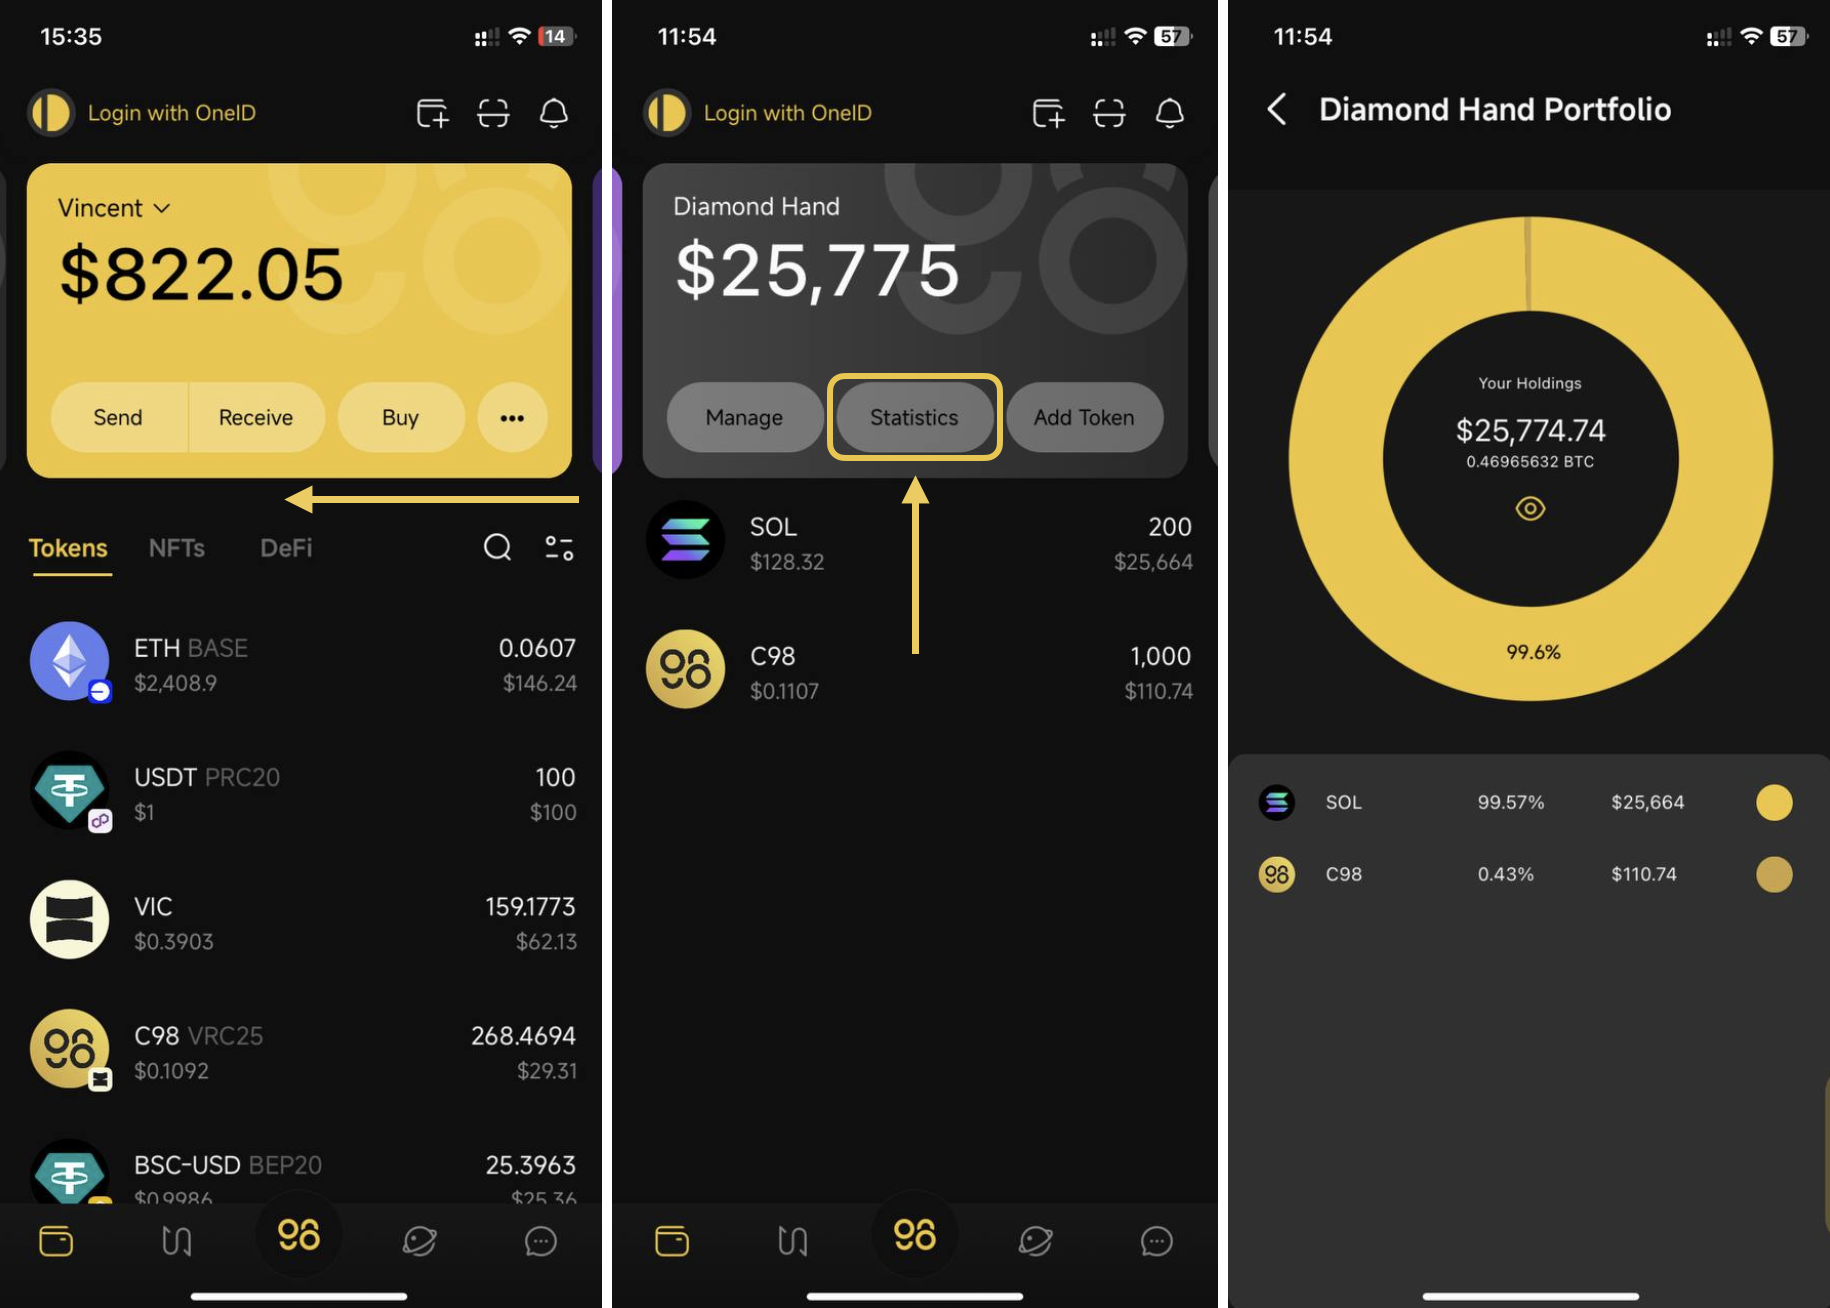 15:35
14
Login with OneID
Vincent
$822.05
Send
Receive
Buy
Tokens
NFTs
DeFi
ETH BASE
0.0607
$2,408.9
$146.24
USDT PRC20
100
$1
$100
VIC
159.1773
$0.3903
$62.13
C98 VRC25
268.4694
$0.1092
$29.31
BSC-USD BEP20
25.3963
$0.9986
$25.36
11:54
57
Login with OneID
Diamond Hand
$25,775
Manage
Statistics
Add Token
SOL
200
$128.32
$25,664
C98
1,000
$0.1107
$110.74
11:54
57
Diamond Hand Portfolio
Your Holdings
$25,774.74
0.46965632 BTC
99.6%
SOL
99.57%
$25,664
C98
0.43%
$110.74